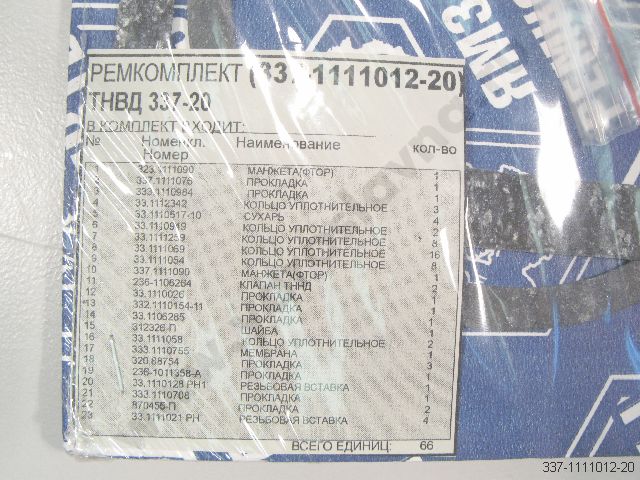 РЕМКОМПЛЕКТ (337-1111012-20)
ТНВД 337-20
В КОМПЛЕКТ ВХОДИТ:
№ Номенкл. Номер Наименование КОЛ-ВО
1 323.1111090 МАНЖЕТА(ФТОР) 1
2 337.1111076 ПРОКЛАДКА 1
3 333.1110984 ПРОКЛАДКА 1
4 33.1112342 КОЛЬЦО УПЛОТНИТЕЛЬНОЕ 3
5 33.1110517-10 СУХАРЬ 4
6 33.1110919 КОЛЬЦО УПЛОТНИТЕЛЬНОЕ 2
7 33.1111259 КОЛЬЦО УПЛОТНИТЕЛЬНОЕ 8
8 33.1111069 КОЛЬЦО УПЛОТНИТЕЛЬНОЕ 16
9 33.1111054 КОЛЬЦО УПЛОТНИТЕЛЬНОЕ 8
10 337.1111090 МАНЖЕТА(ФТОР) 1
11 236-1106264 КЛАПАН ТННД 2
12 33.1110026 ПРОКЛАДКА 1
13 332.1110154-11 ПРОКЛАДКА 1
14 33.1106285 ПРОКЛАДКА 1
15 312326-П ШАЙБА 1
16 33.1111058 КОЛЬЦО УПЛОТНИТЕЛЬНОЕ 2
17 333.1110755 МЕМБРАНА 1
18 320.68754 ПРОКЛАДКА 3
19 236-1011358-А ПРОКЛАДКА 1
20 33.1110128 РН1 РЕЗЬБОВАЯ ВСТАВКА 1
21 333.1110708 ПРОКЛАДКА 1
22 870455-П ПРОКЛАДКА 2
23 33.1111021 РН РЕЗЬБОВАЯ ВСТАВКА 4
ВСЕГО ЕДИНИЦ: 66
ЯМЗ
337-1111012-20